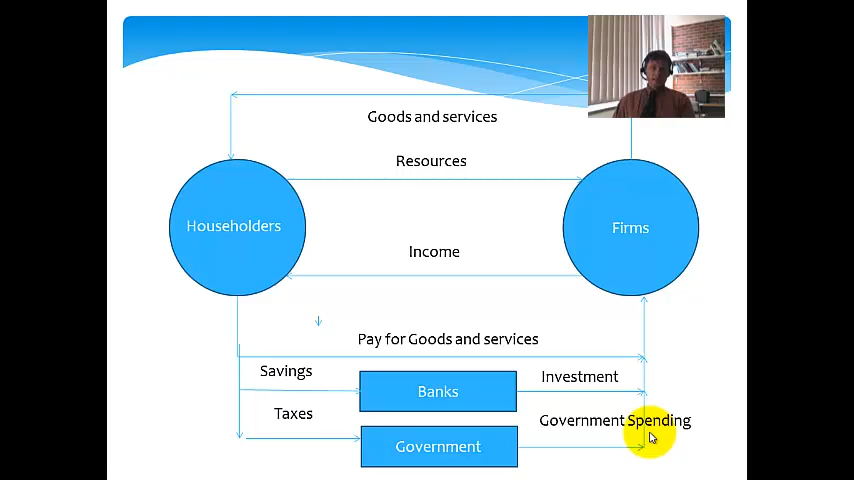 Goods and services
Resources
Householders
Firms
Income
Pay for Goods and services
Savings
Banks
Investment
Taxes
Government Spending
Government